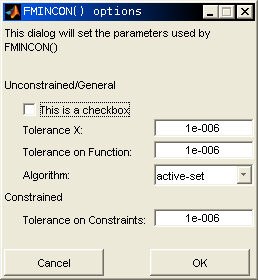 FMINCON() options
This dialog will set the parameters used by
FMINCON()
Unconstrained/General
This is a checkbox
Tolerance X: 1e-006
Tolerance on Function: 1e-006
Algorithm: active-set
Constrained
Tolerance on Constraints: 1e-006
Cancel OK